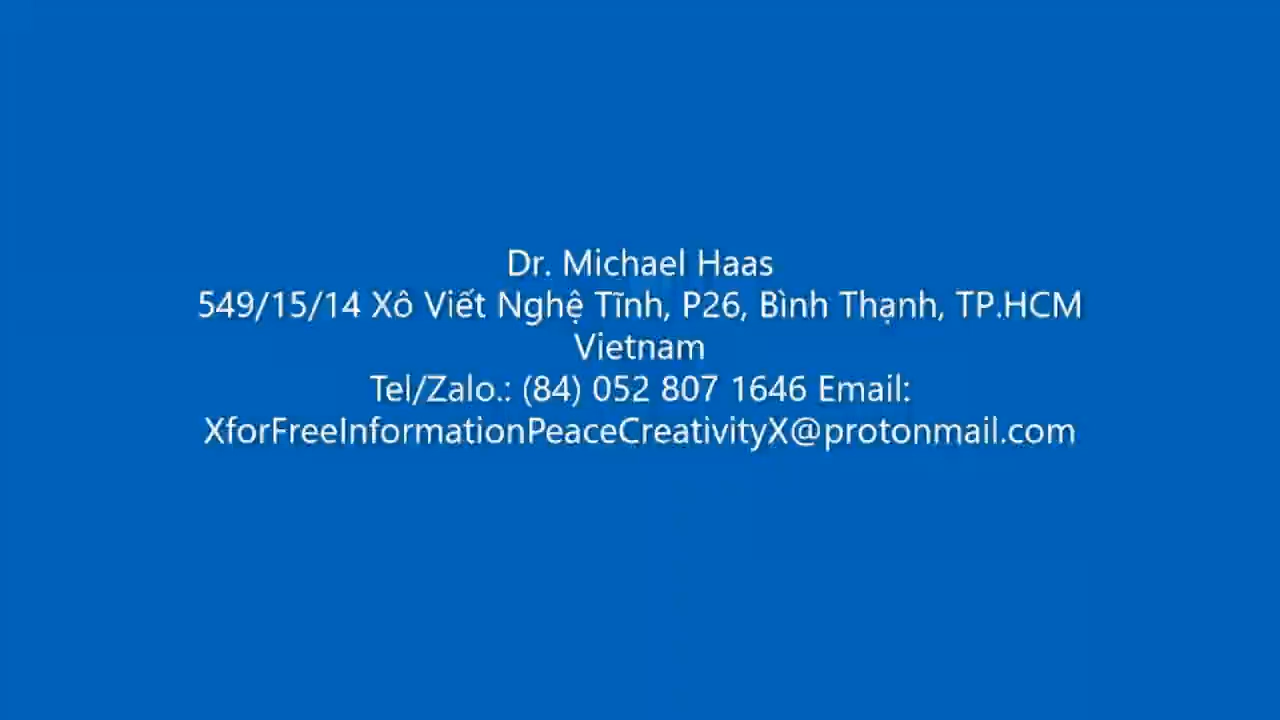 Dr. Michael Haas
549/15/14 Xô Viết Nghệ Tĩnh, P26, Bình Thạnh, TP.HCM
Vietnam
Tel/Zalo.: (84) 052 807 1646 Email:
XforFreeInformationPeaceCreativityX@protonmail.com